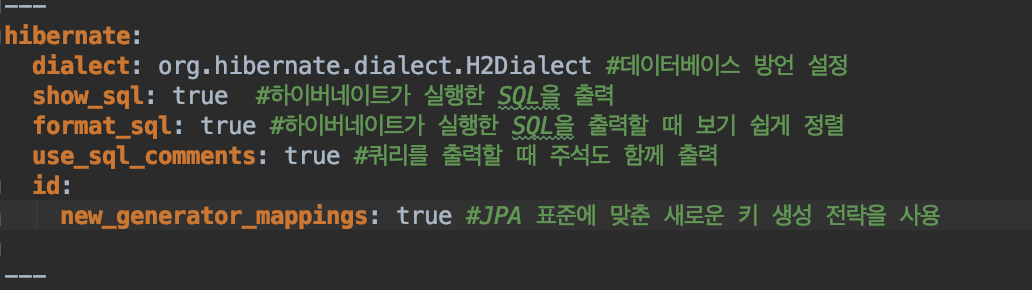 ---
hibernate:
  dialect: org.hibernate.dialect.H2Dialect #데이터베이스 방언 설정
  show_sql: true  #하이버네이트가 실행한 SQL을 출력
  format_sql: true #하이버네이트가 실행한 SQL을 출력할 때 보기 쉽게 정렬
  use_sql_comments: true #쿼리를 출력할 때 주석도 함께 출력
  id:
    new_generator_mappings: true #JPA 표준에 맞춘 새로운 키 생성 전략을 사용
---